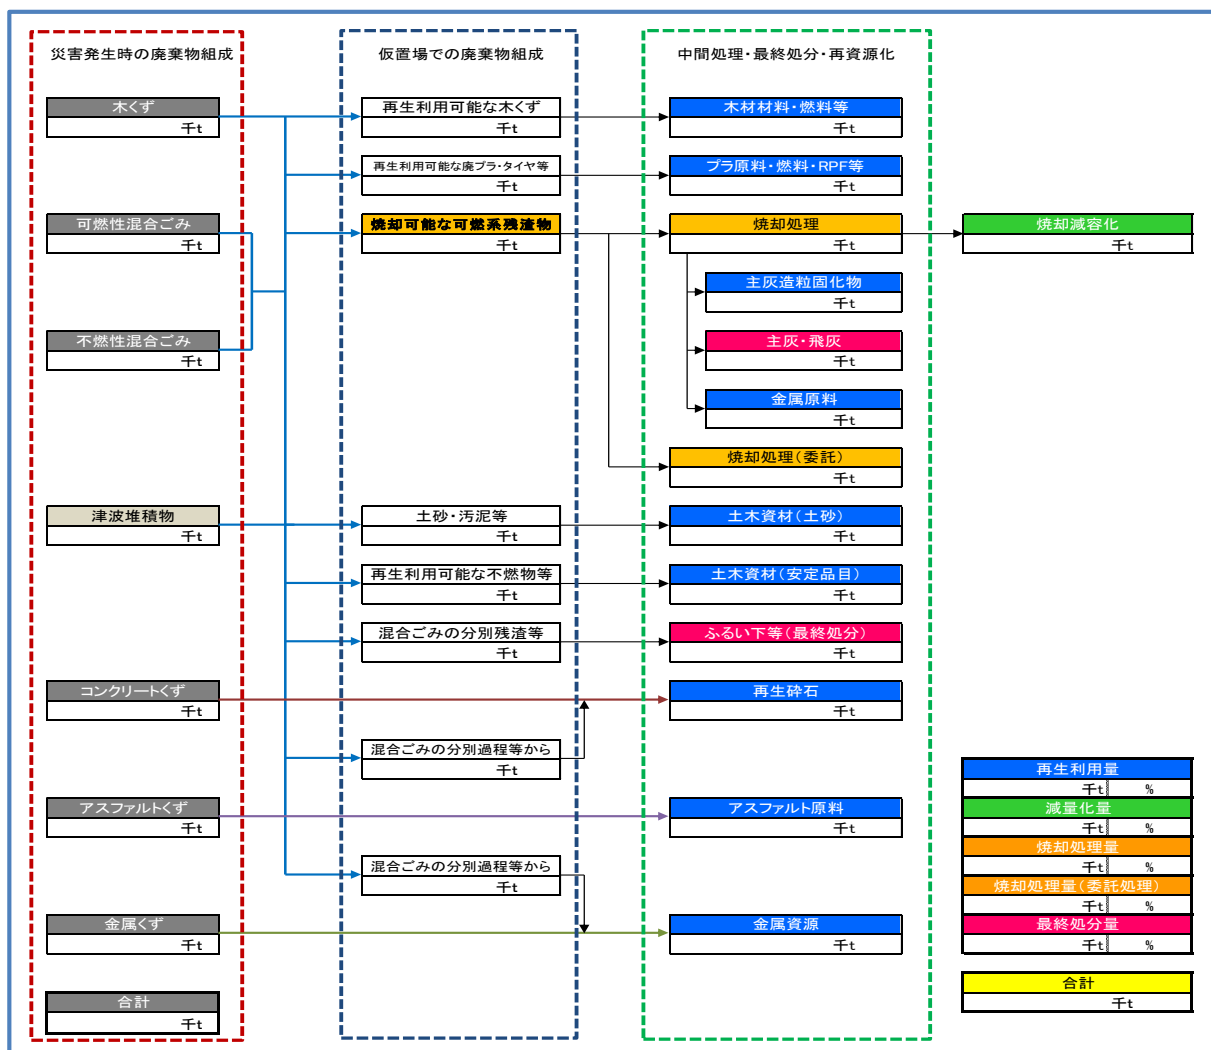 災害発生時の廃棄物組成
木くず
千t
可燃性混合ごみ
千t
不燃性混合ごみ
千t
津波堆積物
千t
コンクリートくず
千t
アスファルトくず
千t
金属くず
千t
合計
千t
仮置場での廃棄物組成
再生利用可能な木くず
千t
再生利用可能な廃プラ・タイヤ等
千t
焼却可能な可燃系残渣物
千t
土砂・汚泥等
千t
再生利用可能な不燃物等
千t
混合ごみの分別残渣等
千t
混合ごみの分別過程等から
千t
混合ごみの分別過程等から
千t
中間処理・最終処分・再資源化
木材材料・燃料等
千t
プラ原料・燃料・RPF等
千t
焼却処理
千t
主灰造粒固化物
千t
主灰・飛灰
千t
金属原料
千t
焼却処理(委託)
千t
土木資材(土砂)
千t
土木資材(安定品目)
千t
ふるい下等(最終処分)
千t
再生砕石
千t
アスファルト原料
千t
金属資源
千t
焼却減容化
千t
再生利用量
千t %
減量化量
千t %
焼却処理量
千t %
焼却処理量(委託処理)
千t %
最終処分量
千t %
合計
千t